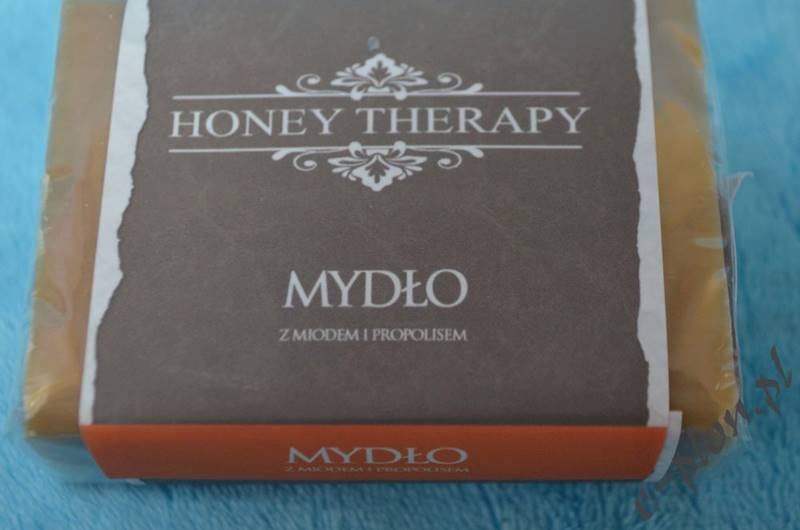 HONEY THERAPY
MYDŁO
Z MIODEM I PROPOLISEM
MYDŁO
Z MIODEM I PROPOLISEM